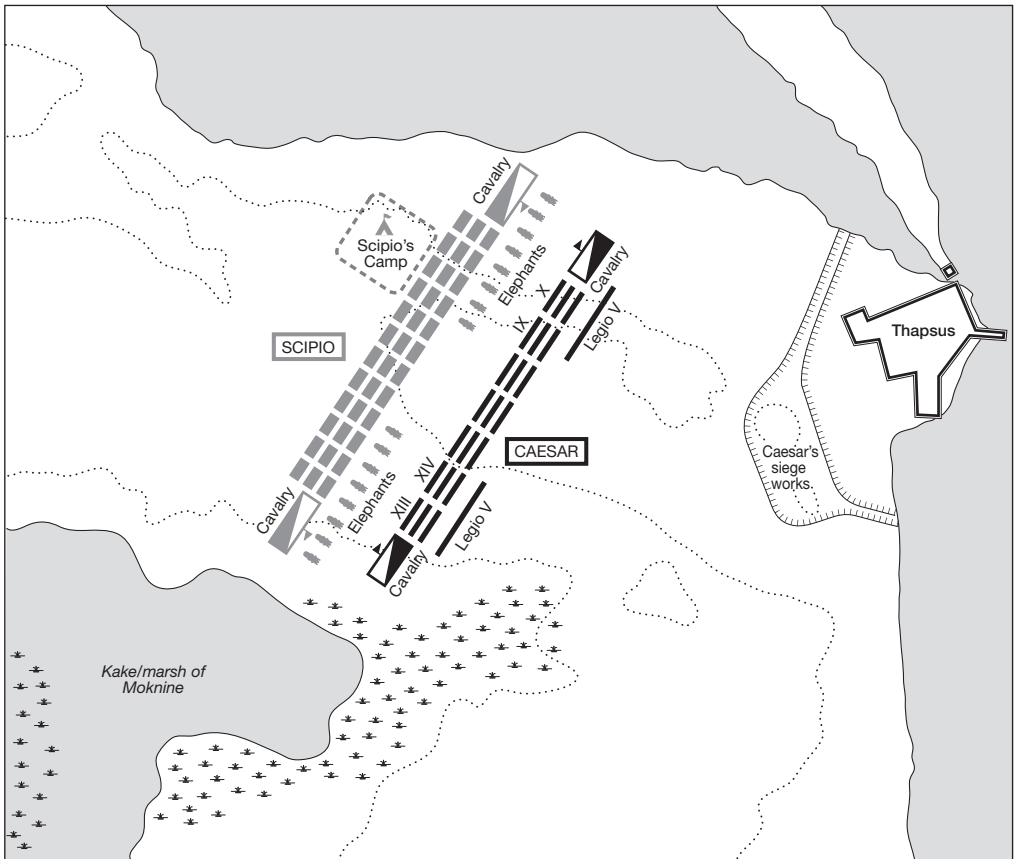 Cavalry
Scipio's
Camp
Elephants
Cavalry
X
IX
Legio V
SCIPIO
Thapsus
CAESAR
Caesar's
siege
works.
XIV
XIII
Elephants
Cavalry
Legio V
Cavalry
Kake/marsh of
Moknine